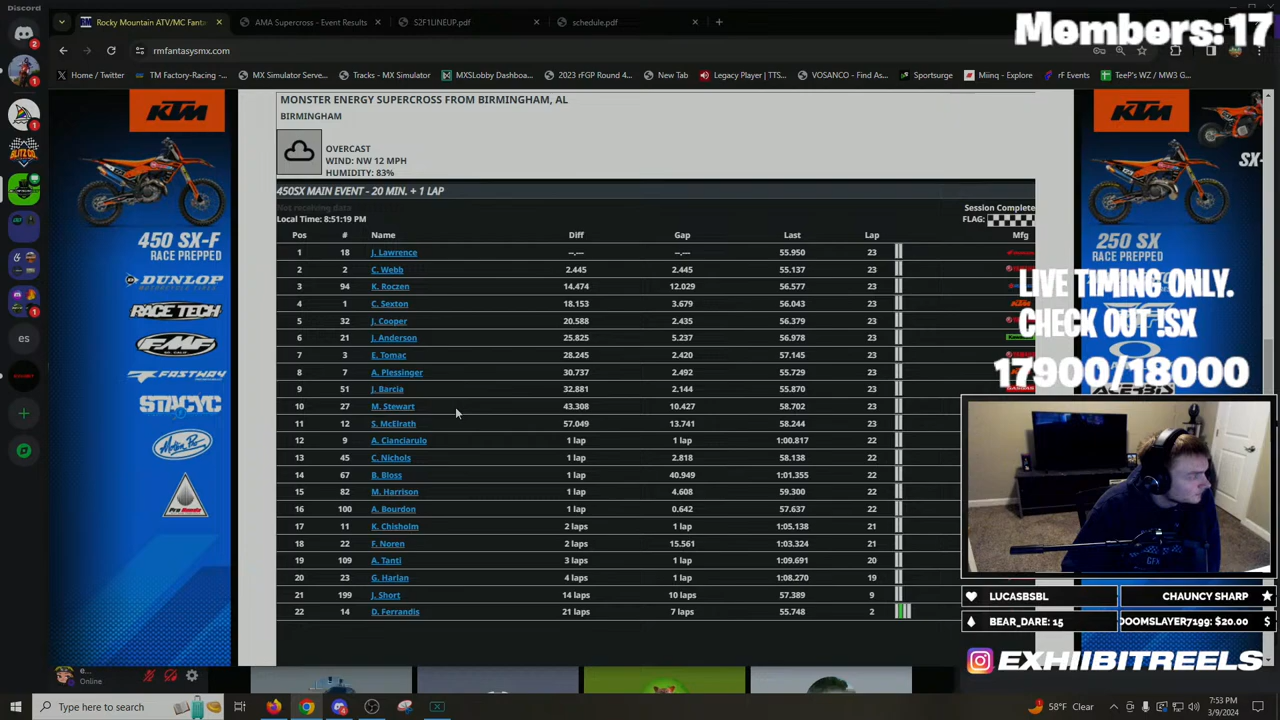 Discord
Rocky Mountain ATV/MC Fanta
AMA Supercross - Event Results
S2F1LINEUP.pdf
schedule.pdf
Members:17
rmfantasysmx.com
Home / Twitter
TM Factory-Racing -...
MX Simulator Serve...
Tracks - MX Simulator
MXSLobby Dashboa...
2023 rFGP Round 4...
New Tab
Legacy Player | TTS...
VOSANCO - Find As...
Sportsurge
Miinq - Explore
rF Events
TeeP's WZ / MW3 G...
KTM
450 SX-F
RACE PREPPED
DUNLOP
MOTORCYCLE TIRES
RACE TECH
FMF
FASTWAY
STACYC
Motion Pro
Pro Honda
MONSTER ENERGY SUPERCROSS FROM BIRMINGHAM, AL
BIRMINGHAM
OVERCAST
WIND: NW 12 MPH
HUMIDITY: 83%
450SX MAIN EVENT - 20 MIN. + 1 LAP
Not receiving data
Session Complete
Local Time: 8:51:19 PM
FLAG:
Pos # Name Diff Gap Last Lap Mfg
1 18 J. Lawrence --.--- --.--- 55.950 23
2 2 C. Webb 2.445 2.445 55.137 23
3 94 K. Roczen 14.474 12.029 56.577 23
4 1 C. Sexton 18.153 3.679 56.043 23
5 32 J. Cooper 20.588 2.435 56.379 23
6 21 J. Anderson 25.825 5.237 56.978 23
7 3 E. Tomac 28.245 2.420 57.145 23
8 7 A. Plessinger 30.737 2.492 55.729 23
9 51 J. Barcia 32.881 2.144 55.870 23
10 27 M. Stewart 43.308 10.427 58.702 23
11 12 S. McElrath 57.049 13.741 58.244 23
12 9 A. Cianciarulo 1 lap 1 lap 1:00.817 22
13 45 C. Nichols 1 lap 2.818 58.138 22
14 67 B. Bloss 1 lap 40.949 1:01.355 22
15 82 M. Harrison 1 lap 4.608 59.300 22
16 100 A. Bourdon 1 lap 0.642 57.637 22
17 11 K. Chisholm 2 laps 1 lap 1:05.138 21
18 22 F. Noren 2 laps 15.561 1:03.324 21
19 109 A. Tanti 3 laps 1 lap 1:09.691 20
20 23 G. Harlan 4 laps 1 lap 1:08.270 19
21 199 J. Short 14 laps 10 laps 57.389 9
22 14 D. Ferrandis 21 laps 7 laps 55.748 2
KTM
SX-
250 SX
RACE PREPPED
LIVE TIMING ONLY.
CHECK OUT !SX
17900/18000
LUCASBSBL
CHAUNCY SHARP
BEAR_DARE: 15
DOOMSLAYER7199: $20.00
EXHIIBITREELS
es
e...
Online
Type here to search
58°F Clear
7:53 PM
3/9/2024